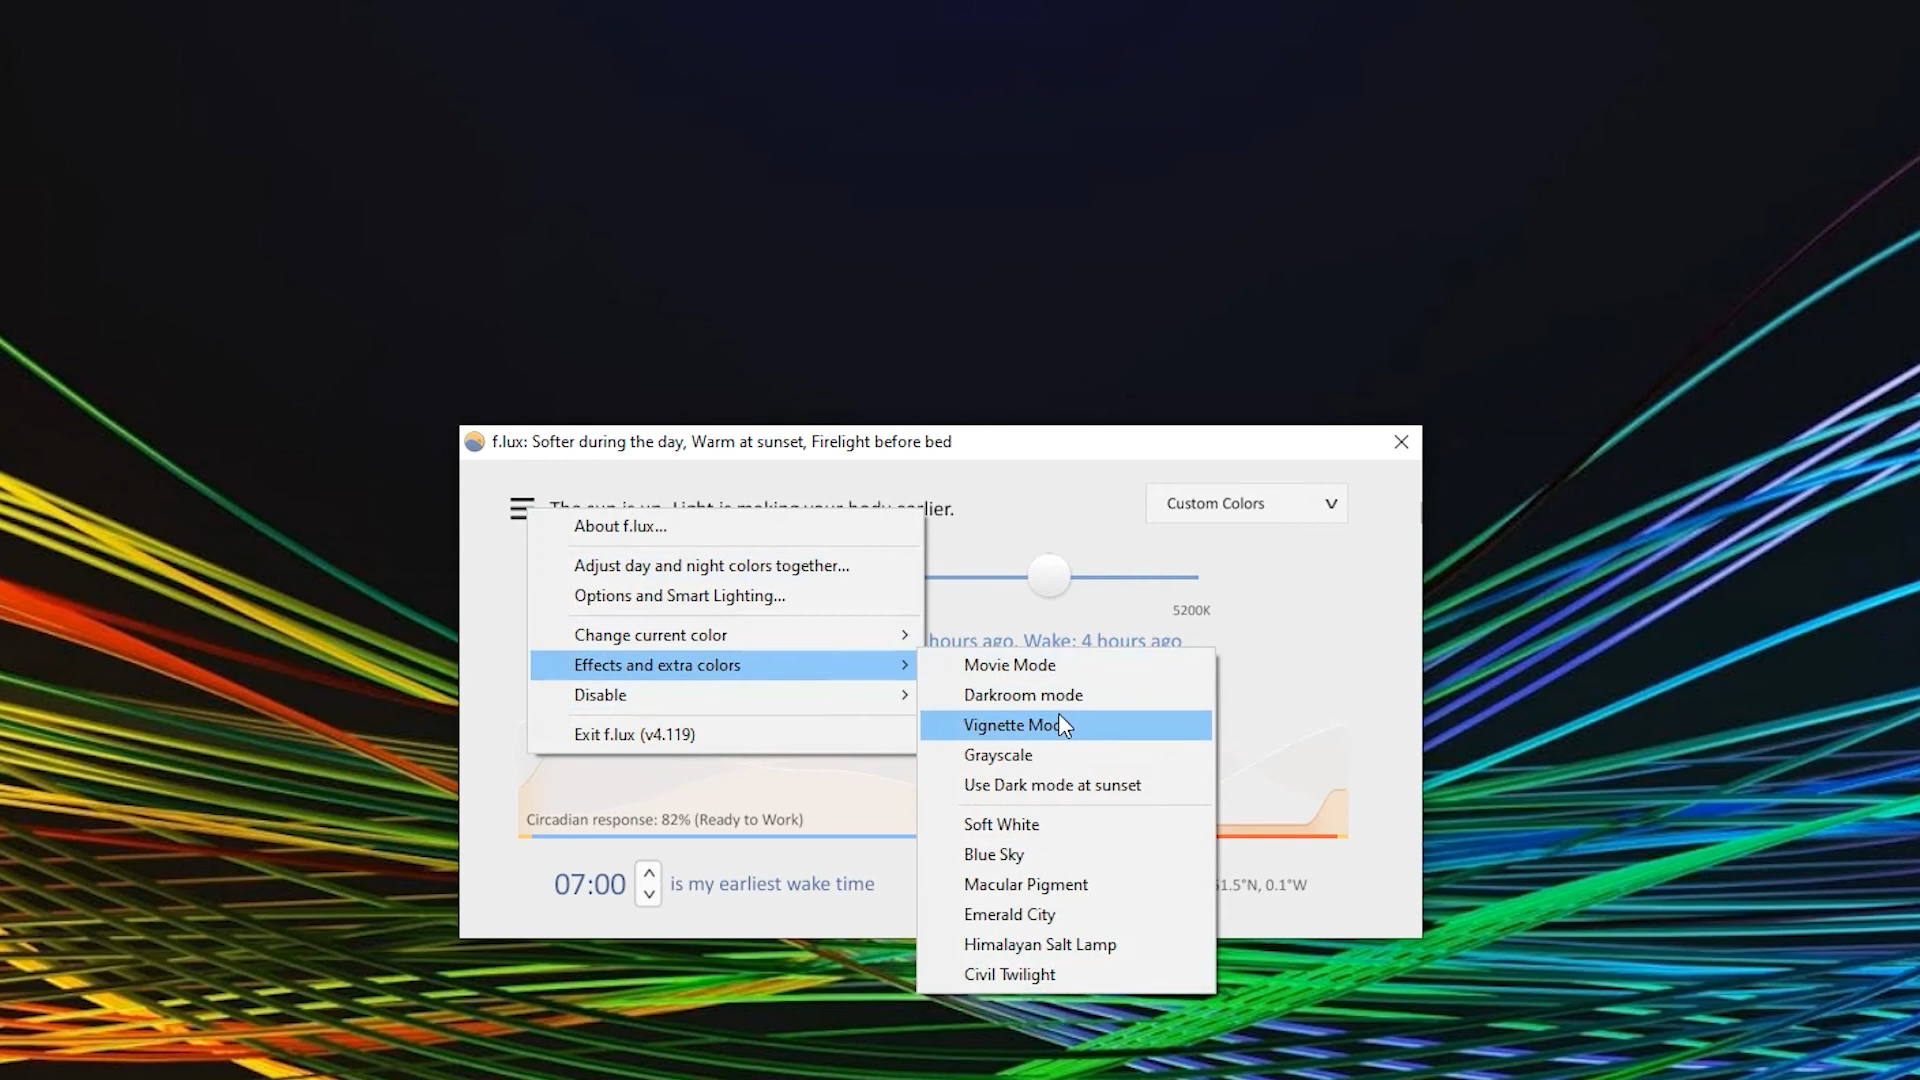 f.lux: Softer during the day, Warm at sunset, Firelight before bed
lier.
Custom Colors
About f.lux...
Adjust day and night colors together...
Options and Smart Lighting...
Change current color
Effects and extra colors
Disable
Exit f.lux (v4.119)
5200K
hours ago. Wake: 4 hours ago
Movie Mode
Darkroom mode
Vignette Mod
Grayscale
Use Dark mode at sunset
Soft White
Blue Sky
Macular Pigment
Emerald City
Himalayan Salt Lamp
Civil Twilight
Circadian response: 82% (Ready to Work)
07:00 is my earliest wake time
1.5°N, 0.1°W